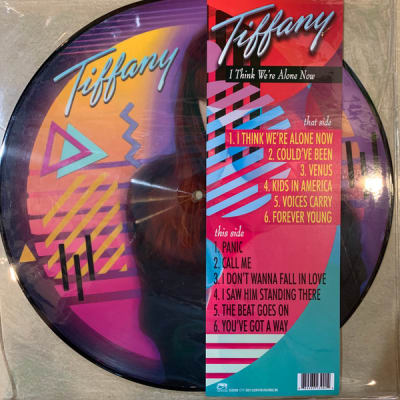 Tiffany
Tiffany
I Think We're Alone Now
that side
1. I THINK WE'RE ALONE NOW
2. COULD'VE BEEN
3. VENUS
4. KIDS IN AMERICA
5. VOICES CARRY
6. FOREVER YOUNG
this side
1. PANIC
2. CALL ME
3. I DON'T WANNA FALL IN LOVE
4. I SAW HIM STANDING THERE
5. THE BEAT GOES ON
6. YOU'VE GOT A WAY